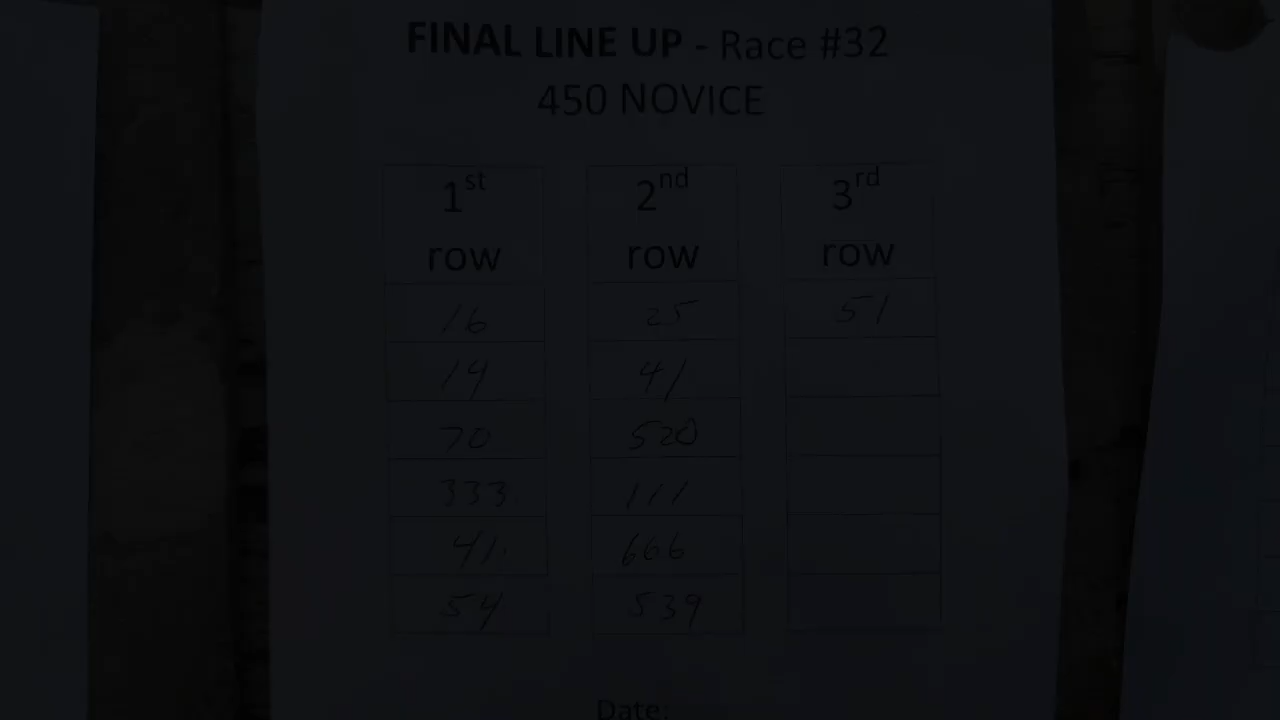 FINAL LINE UP - Race #32
450 NOVICE
1st row 2nd row 3rd row
16 25 51
14 41
70 520
333 111
41
54 539
666
Date: